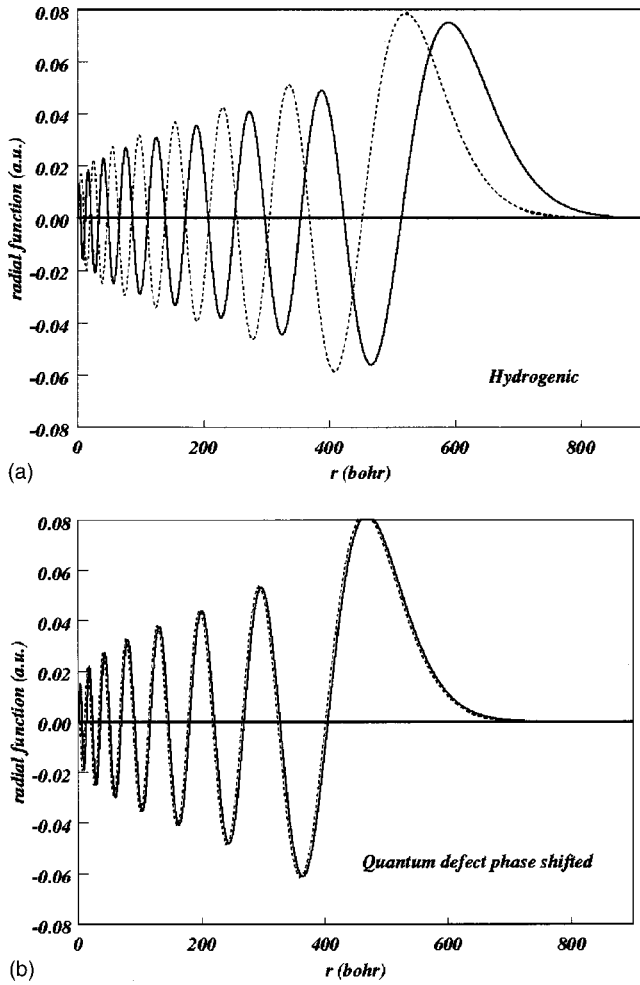 0.08
0.06
0.04
0.02
0.00
-0.02
-0.04
-0.06
-0.08
radial function (a.u.)
Hydrogenic
0 200 400 600 800
r (bohr)
(a)
0.08
0.06
0.04
0.02
0.00
-0.02
-0.04
-0.06
-0.08
radial function (a.u.)
Quantum defect phase shifted
0 200 400 600 800
r (bohr)
(b)